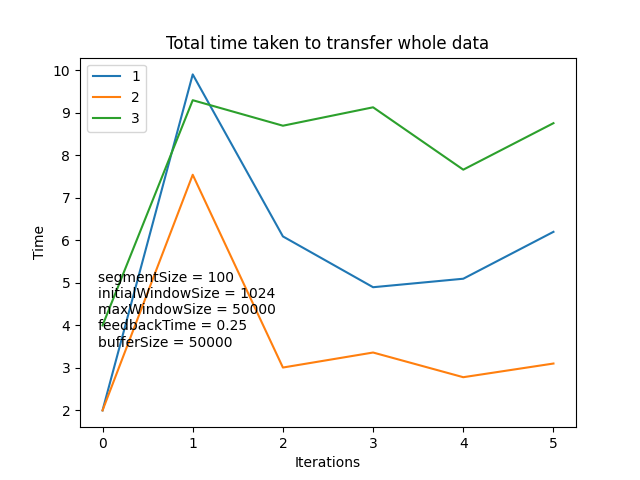 Total time taken to transfer whole data
1
2
3
10
9
8
7
6
5
4
3
2
Time
segmentSize = 100
initialWindowSize = 1024
maxWindowSize = 50000
feedbackTime = 0.25
bufferSize = 50000
0 1 2 3 4 5
Iterations